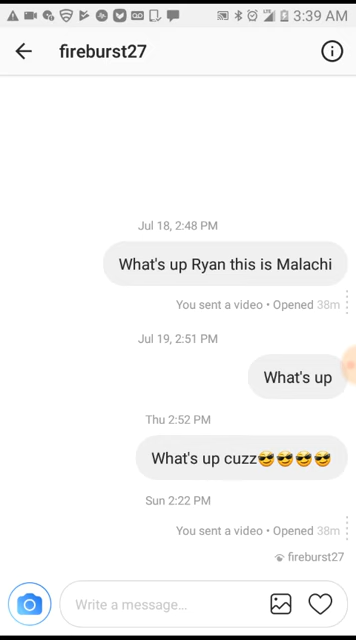 3:39 AM
fireburst27
Jul 18, 2:48 PM
What's up Ryan this is Malachi
You sent a video • Opened 38m
Jul 19, 2:51 PM
What's up
Thu 2:52 PM
What's up cuzz😎😎😎😎
Sun 2:22 PM
You sent a video • Opened 38m
fireburst27
Write a message...